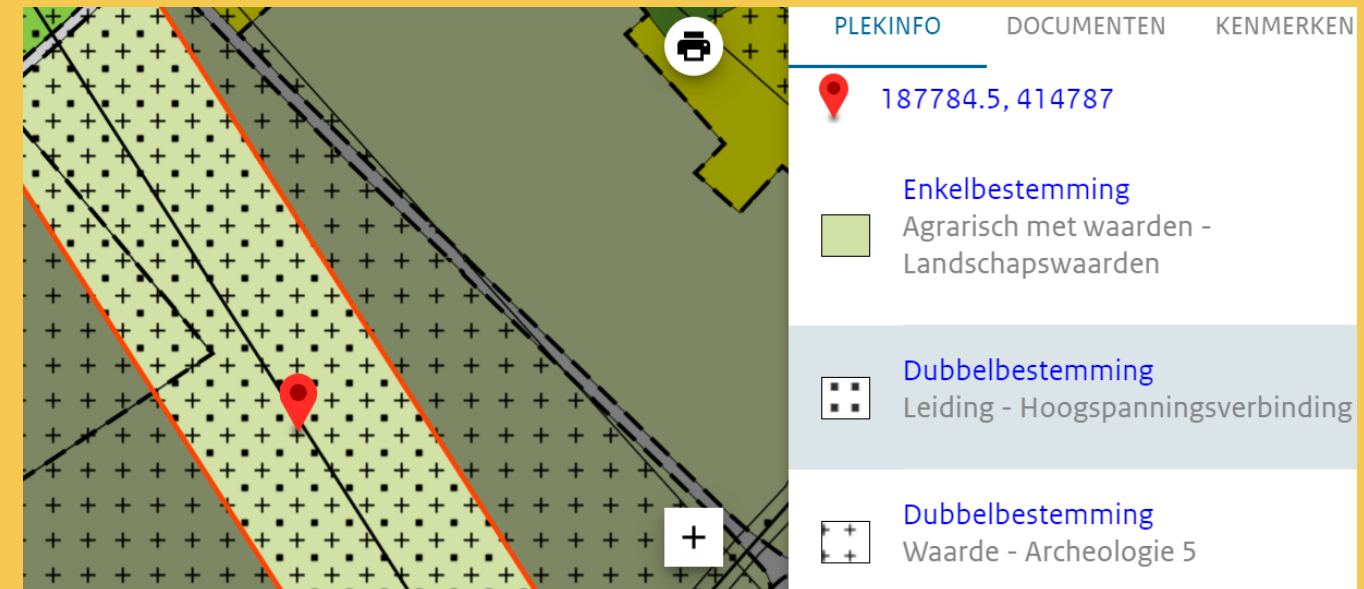 PLEKINFO DOCUMENTEN KENMERKEN
187784.5, 414787
Enkelbestemming
Agrarisch met waarden -
Landschapswaarden
Dubbelbestemming
Leiding - Hoogspanningsverbinding
Dubbelbestemming
Waarde - Archeologie 5